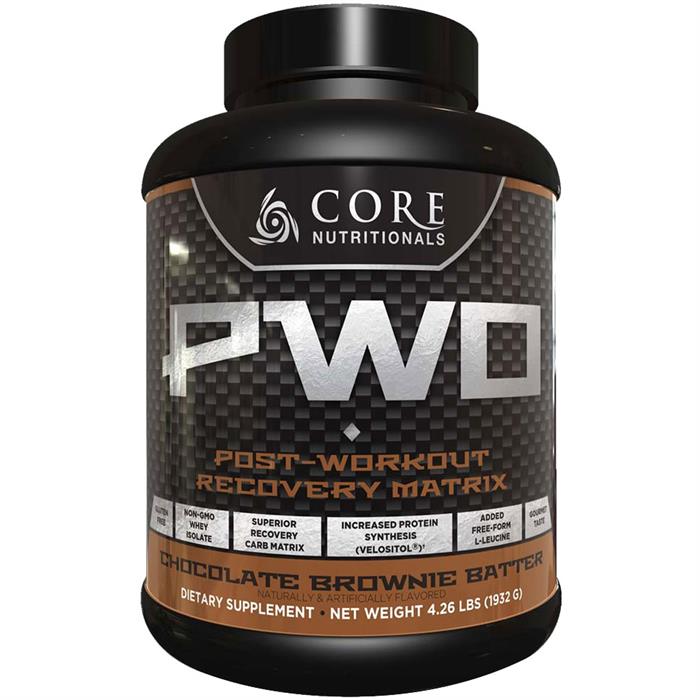 CORE
NUTRITIONALS
PWO
POST-WORKOUT
RECOVERY MATRIX
GLUTEN
FREE
NON-GMO
WHEY
ISOLATE
SUPERIOR
RECOVERY
CARB MATRIX
INCREASED PROTEIN
SYNTHESIS
(VELOSITOL®)†
ADDED
FREE-FORM
L-LEUCINE
GOURMET
TASTE
CHOCOLATE BROWNIE BATTER
NATURALLY & ARTIFICIALLY FLAVORED
DIETARY SUPPLEMENT • NET WEIGHT 4.26 LBS (1932 G)